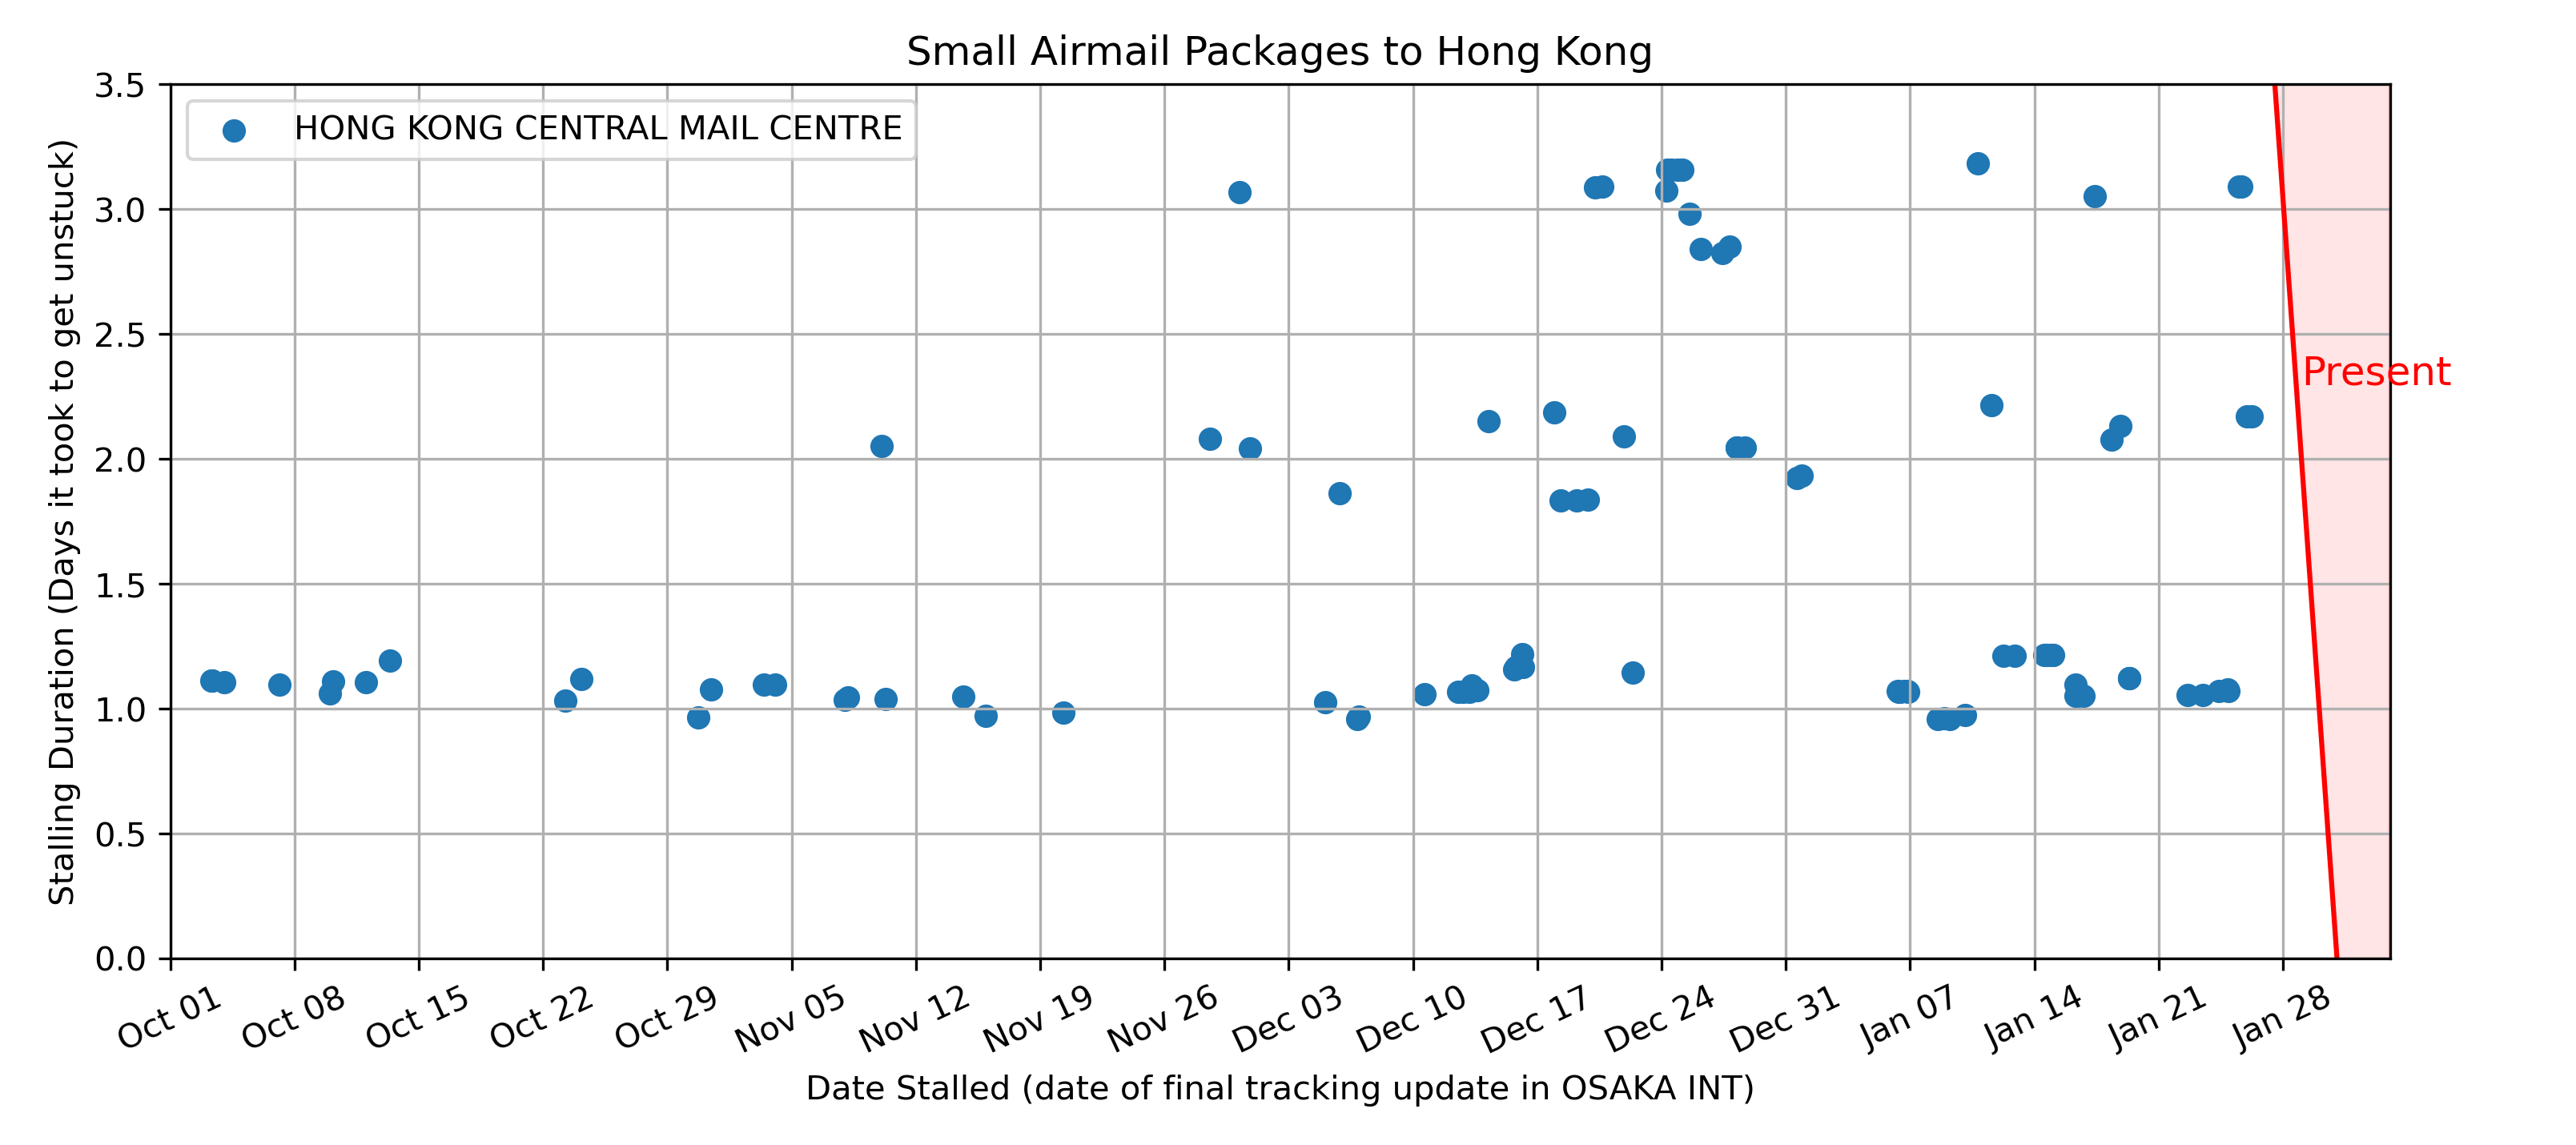 Small Airmail Packages to Hong Kong
HONG KONG CENTRAL MAIL CENTRE
Stalling Duration (Days it took to get unstuck)
3.5
3.0
2.5
2.0
1.5
1.0
0.5
0.0
Present
Oct 01
Oct 08
Oct 15
Oct 22
Oct 29
Nov 05
Nov 12
Nov 19
Nov 26
Dec 03
Dec 10
Dec 17
Dec 24
Dec 31
Jan 07
Jan 14
Jan 21
Jan 28
Date Stalled (date of final tracking update in OSAKA INT)